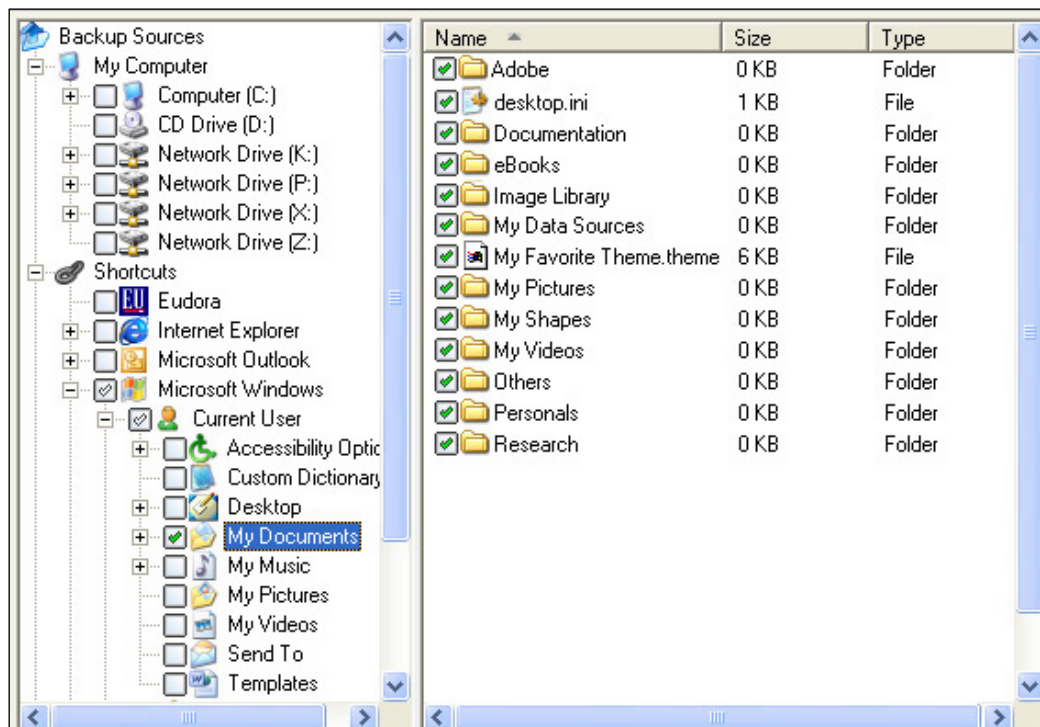 Backup Sources
My Computer
Computer (C:)
CD Drive (D:)
Network Drive (K:)
Network Drive (P:)
Network Drive (X:)
Network Drive (Z:)
Shortcuts
EU Eudora
Internet Explorer
Microsoft Outlook
Microsoft Windows
Current User
Accessibility Optic
Custom Dictionary
Desktop
My Documents
My Music
My Pictures
My Videos
Send To
Templates
Name Size Type
Adobe 0 KB Folder
desktop.ini 1 KB File
Documentation 0 KB Folder
eBooks 0 KB Folder
Image Library 0 KB Folder
My Data Sources 0 KB Folder
My Favorite Theme.theme 6 KB File
My Pictures 0 KB Folder
My Shapes 0 KB Folder
My Videos 0 KB Folder
Others 0 KB Folder
Personals 0 KB Folder
Research 0 KB Folder